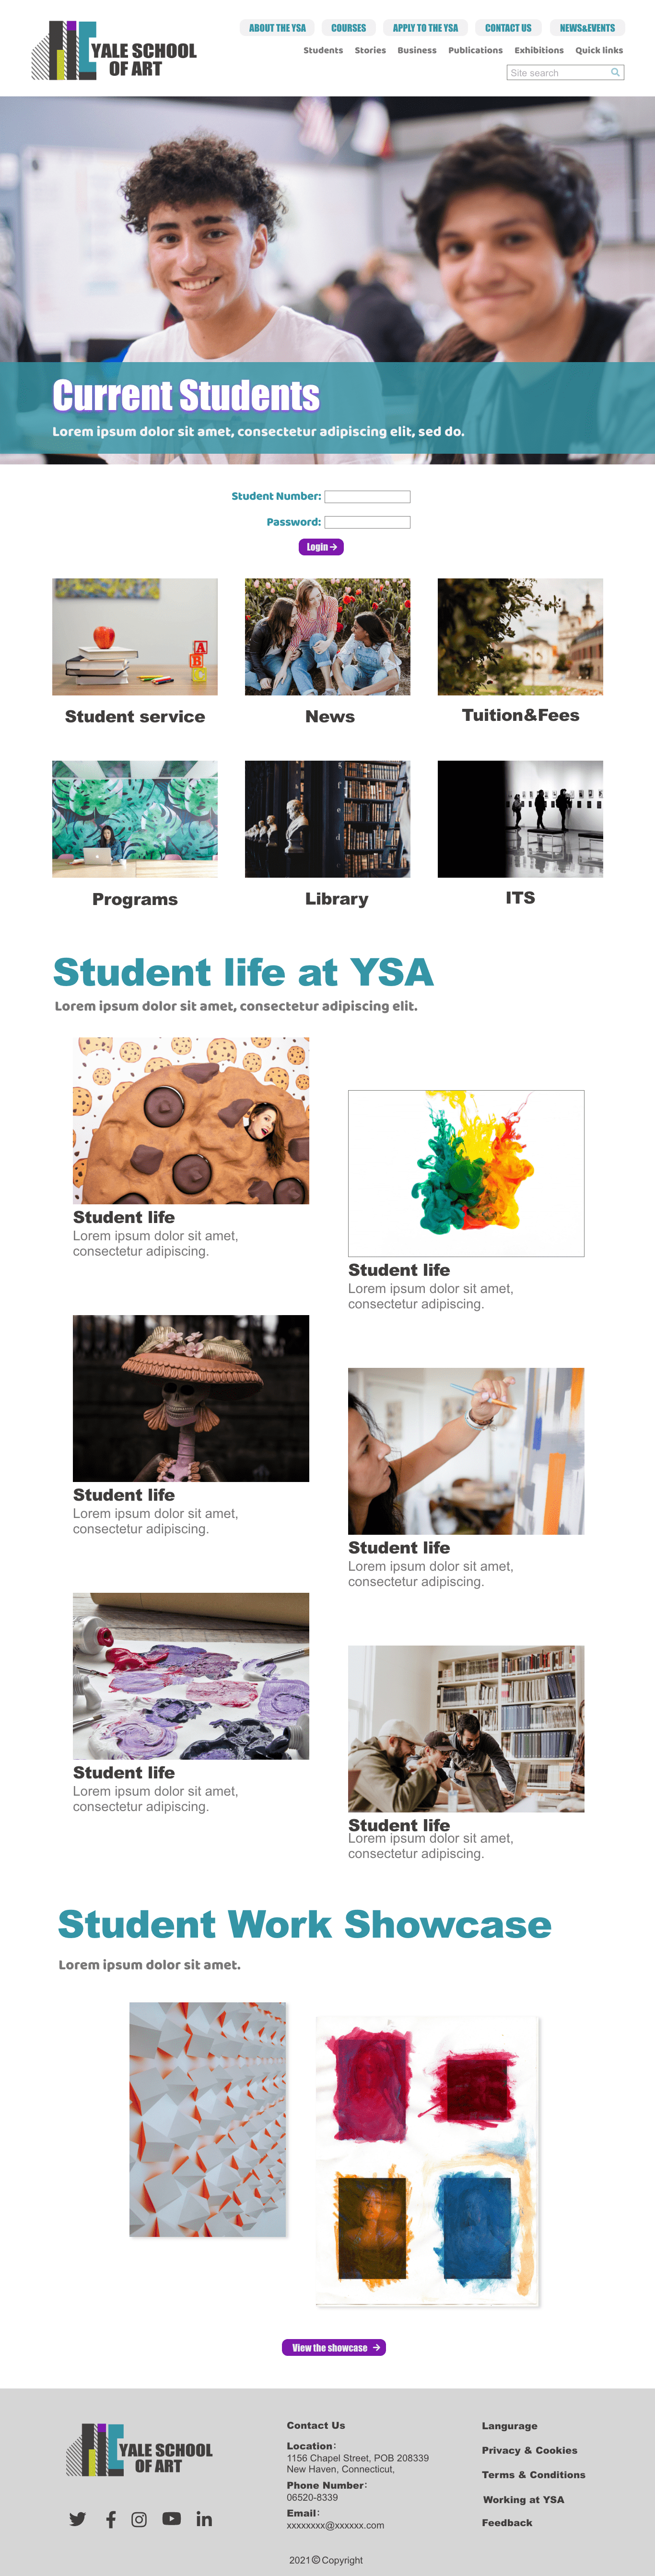 YALE SCHOOL
OF ART
ABOUT THE YSA COURSES APPLY TO THE YSA CONTACT US NEWS&EVENTS
Students Stories Business Publications Exhibitions Quick links
Site search
Current Students
Lorem ipsum dolor sit amet, consectetur adipiscing elit, sed do.
Student Number:
Password:
Login →
A
B
C
Student service
News
Tuition&Fees
Programs
Library
ITS
Student life at YSA
Lorem ipsum dolor sit amet, consectetur adipiscing elit.
Student life
Lorem ipsum dolor sit amet,
consectetur adipiscing.
Student life
Lorem ipsum dolor sit amet,
consectetur adipiscing.
Student life
Lorem ipsum dolor sit amet,
consectetur adipiscing.
Student life
Lorem ipsum dolor sit amet,
consectetur adipiscing.
Student life
Lorem ipsum dolor sit amet,
consectetur adipiscing.
Student life
Lorem ipsum dolor sit amet,
consectetur adipiscing.
Student Work Showcase
Lorem ipsum dolor sit amet.
View the showcase →
YALE SCHOOL
OF ART
Contact Us
Location:
1156 Chapel Street, POB 208339
New Haven, Connecticut,
Phone Number:
06520-8339
Email:
xxxxxxxx@xxxxxx.com
Langurage
Privacy & Cookies
Terms & Conditions
Working at YSA
Feedback
2021 © Copyright